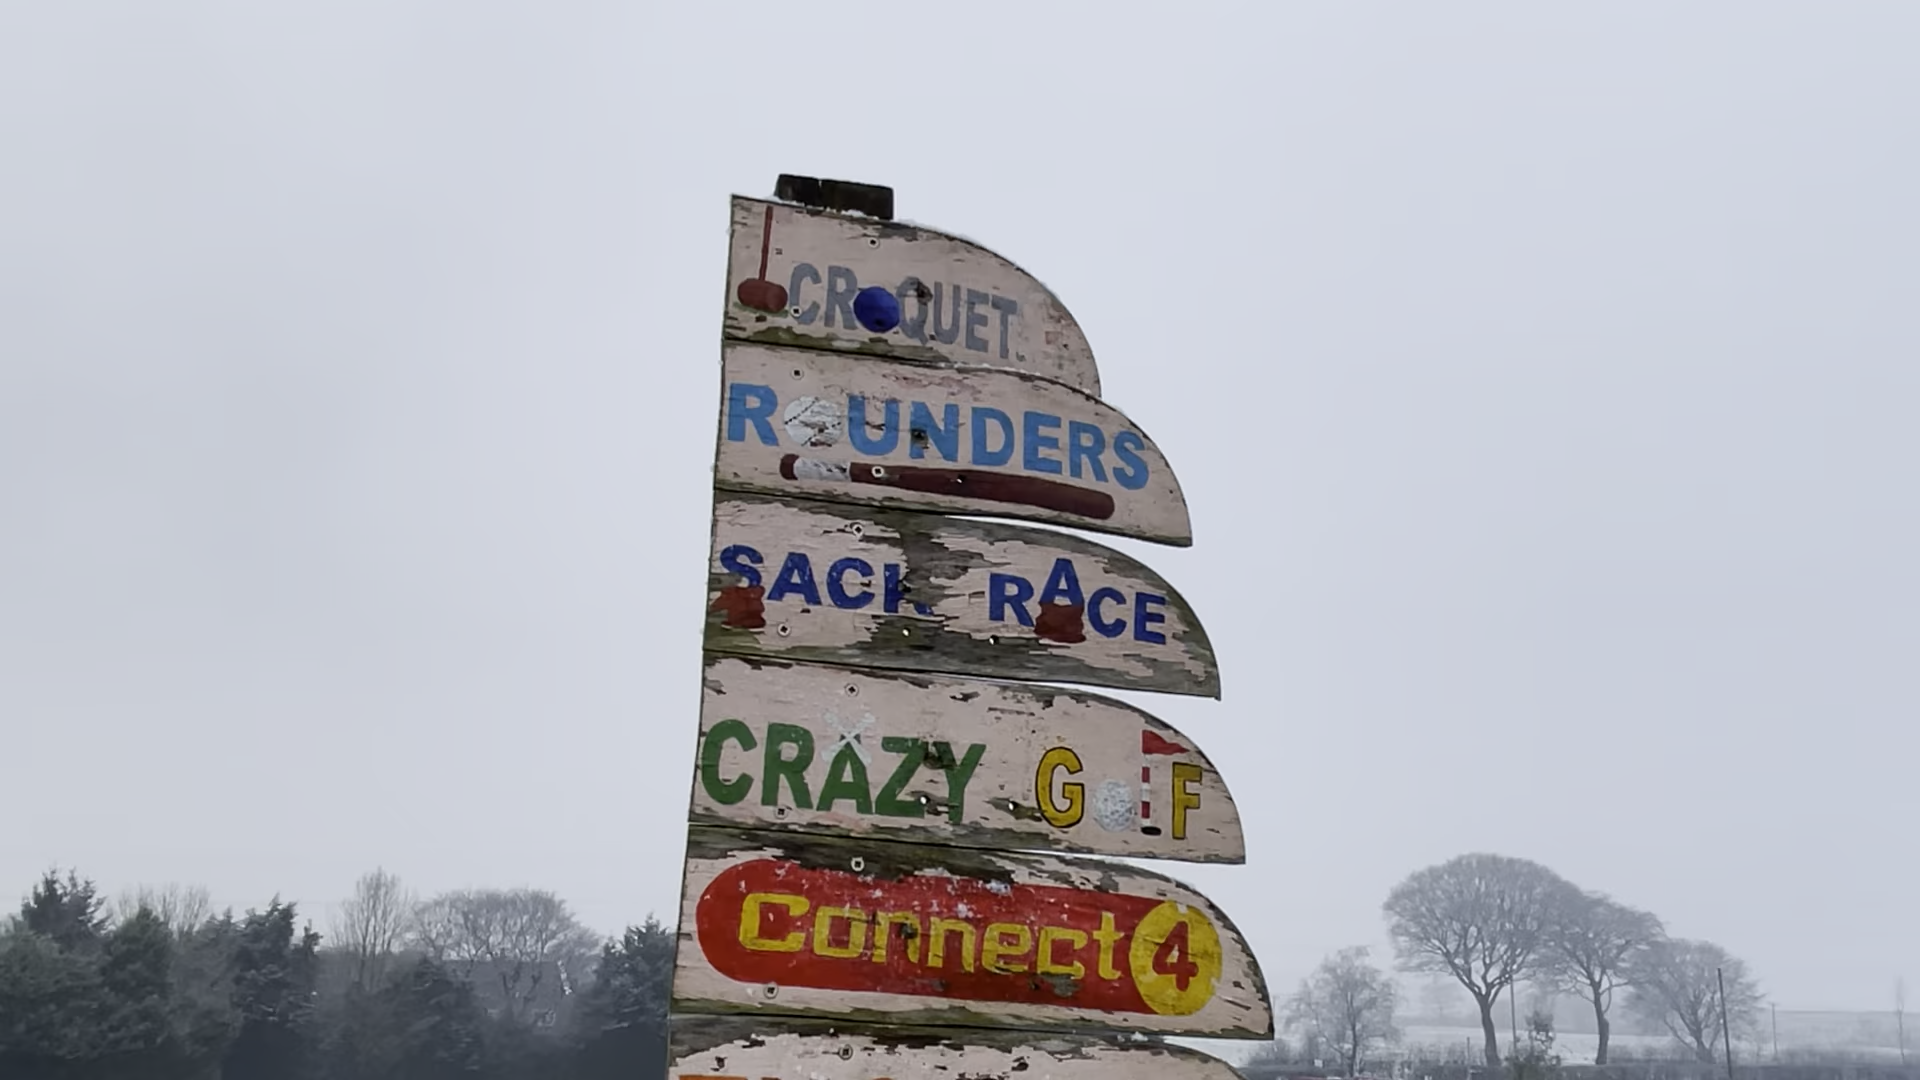 CROQUET
ROUNDERS
SACK RACE
CRAZY GOLF
Connect 4